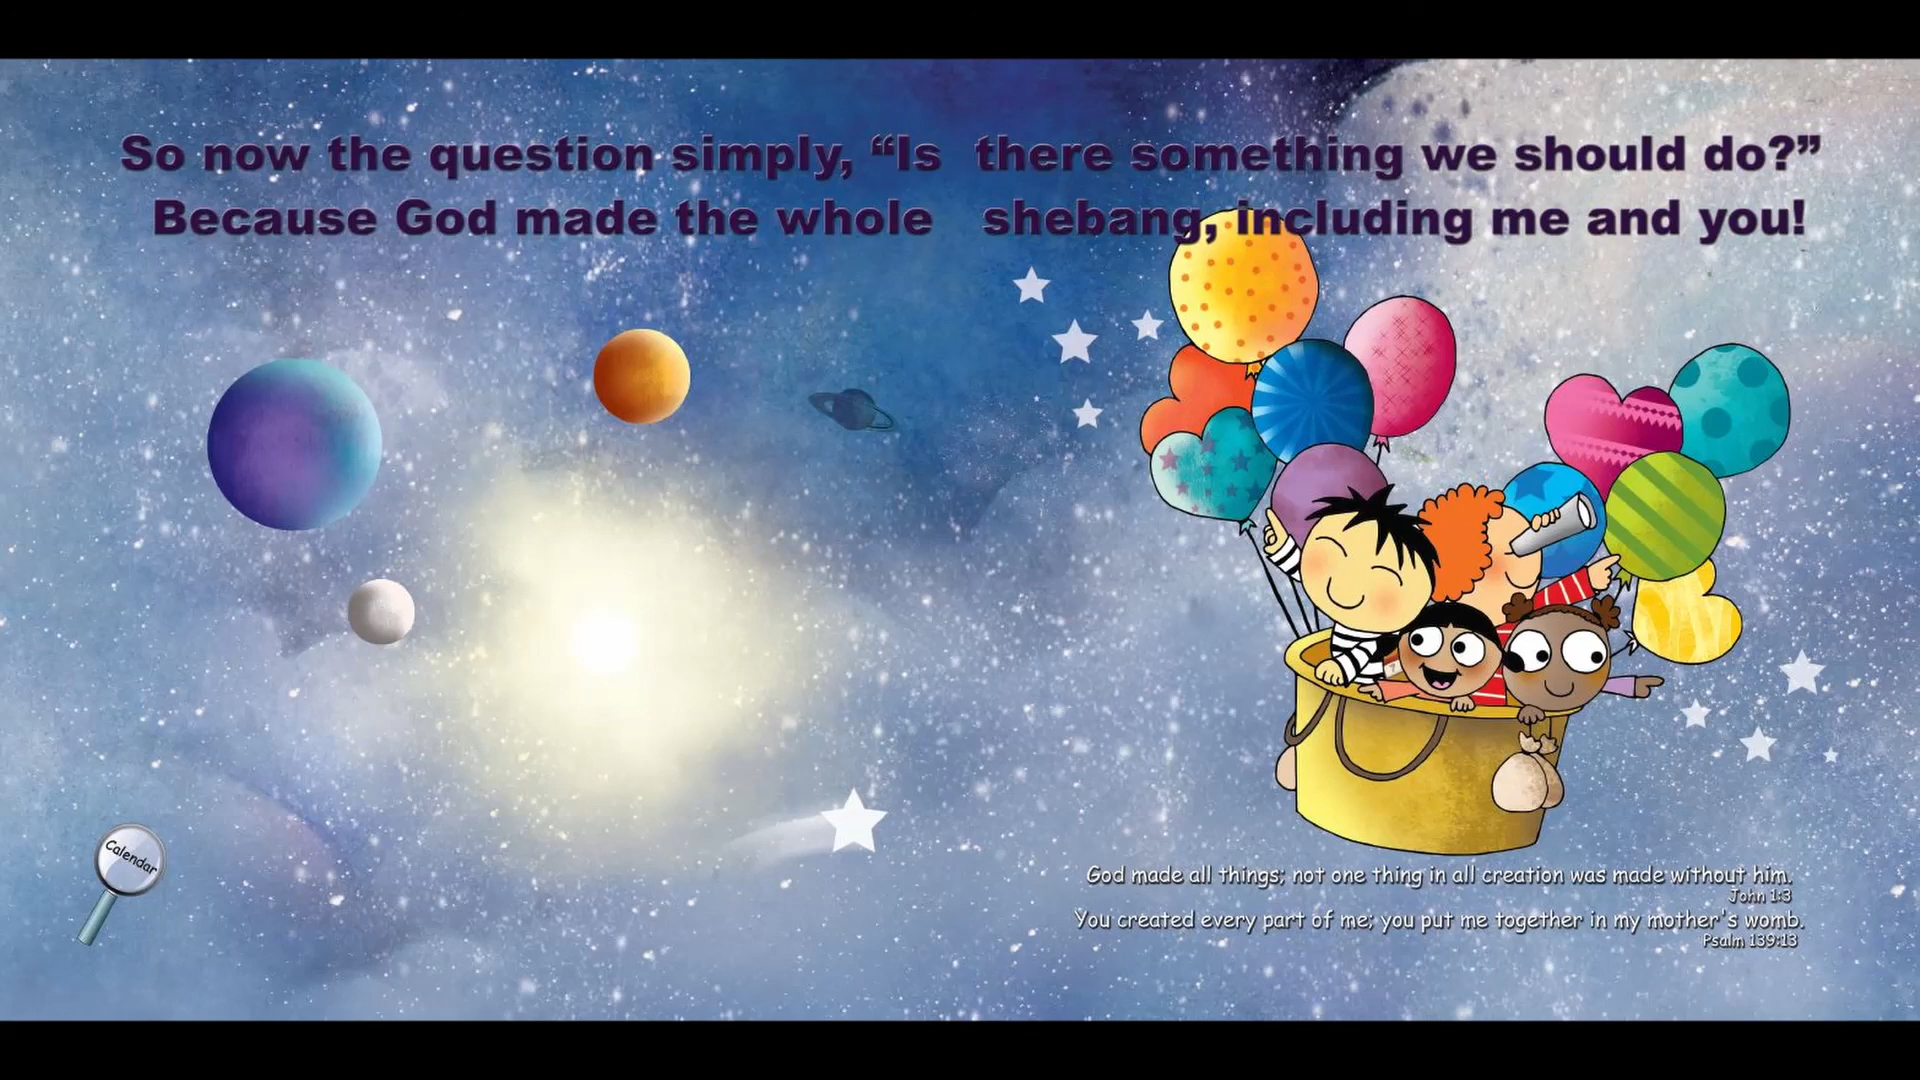 So now the question simply, “Is there something we should do?”
Because God made the whole shebang, including me and you!
Calendar
God made all things; not one thing in all creation was made without him.
John 1:3
You created every part of me; you put me together in my mother's womb.
Psalm 139:13